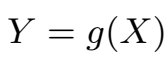 Y = g(X)